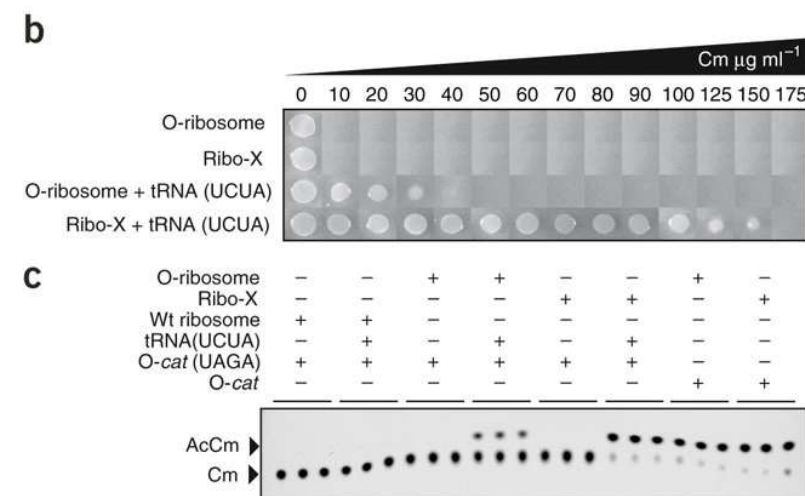 b
Cm μg ml⁻¹
0 10 20 30 40 50 60 70 80 90 100 125 150 175
O-ribosome
Ribo-X
O-ribosome + tRNA (UCUA)
Ribo-X + tRNA (UCUA)
c
O-ribosome − − + + − − + −
Ribo-X − − − − + + − +
Wt ribosome + + − − − − − −
tRNA(UCUA) − + − + − + − −
O-cat (UAGA) + + + + + + − −
O-cat − − − − − − + +
AcCm
Cm